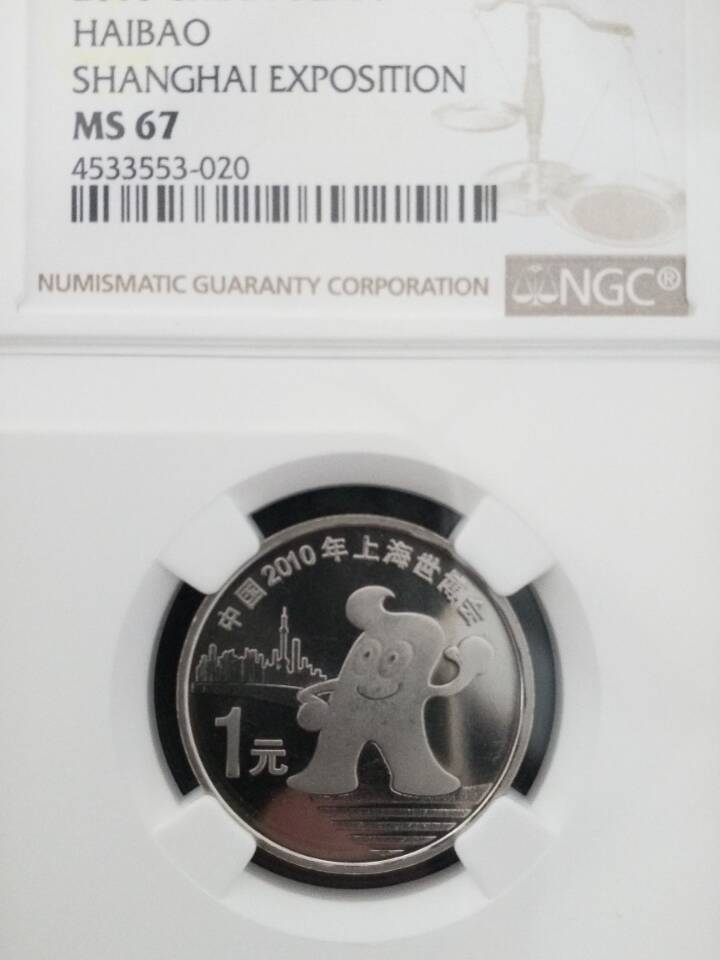 HAIBAO
SHANGHAI EXPOSITION
MS 67
4533553-020
NUMISMATIC GUARANTY CORPORATION
NGC®
中国2010年上海世博会
1元